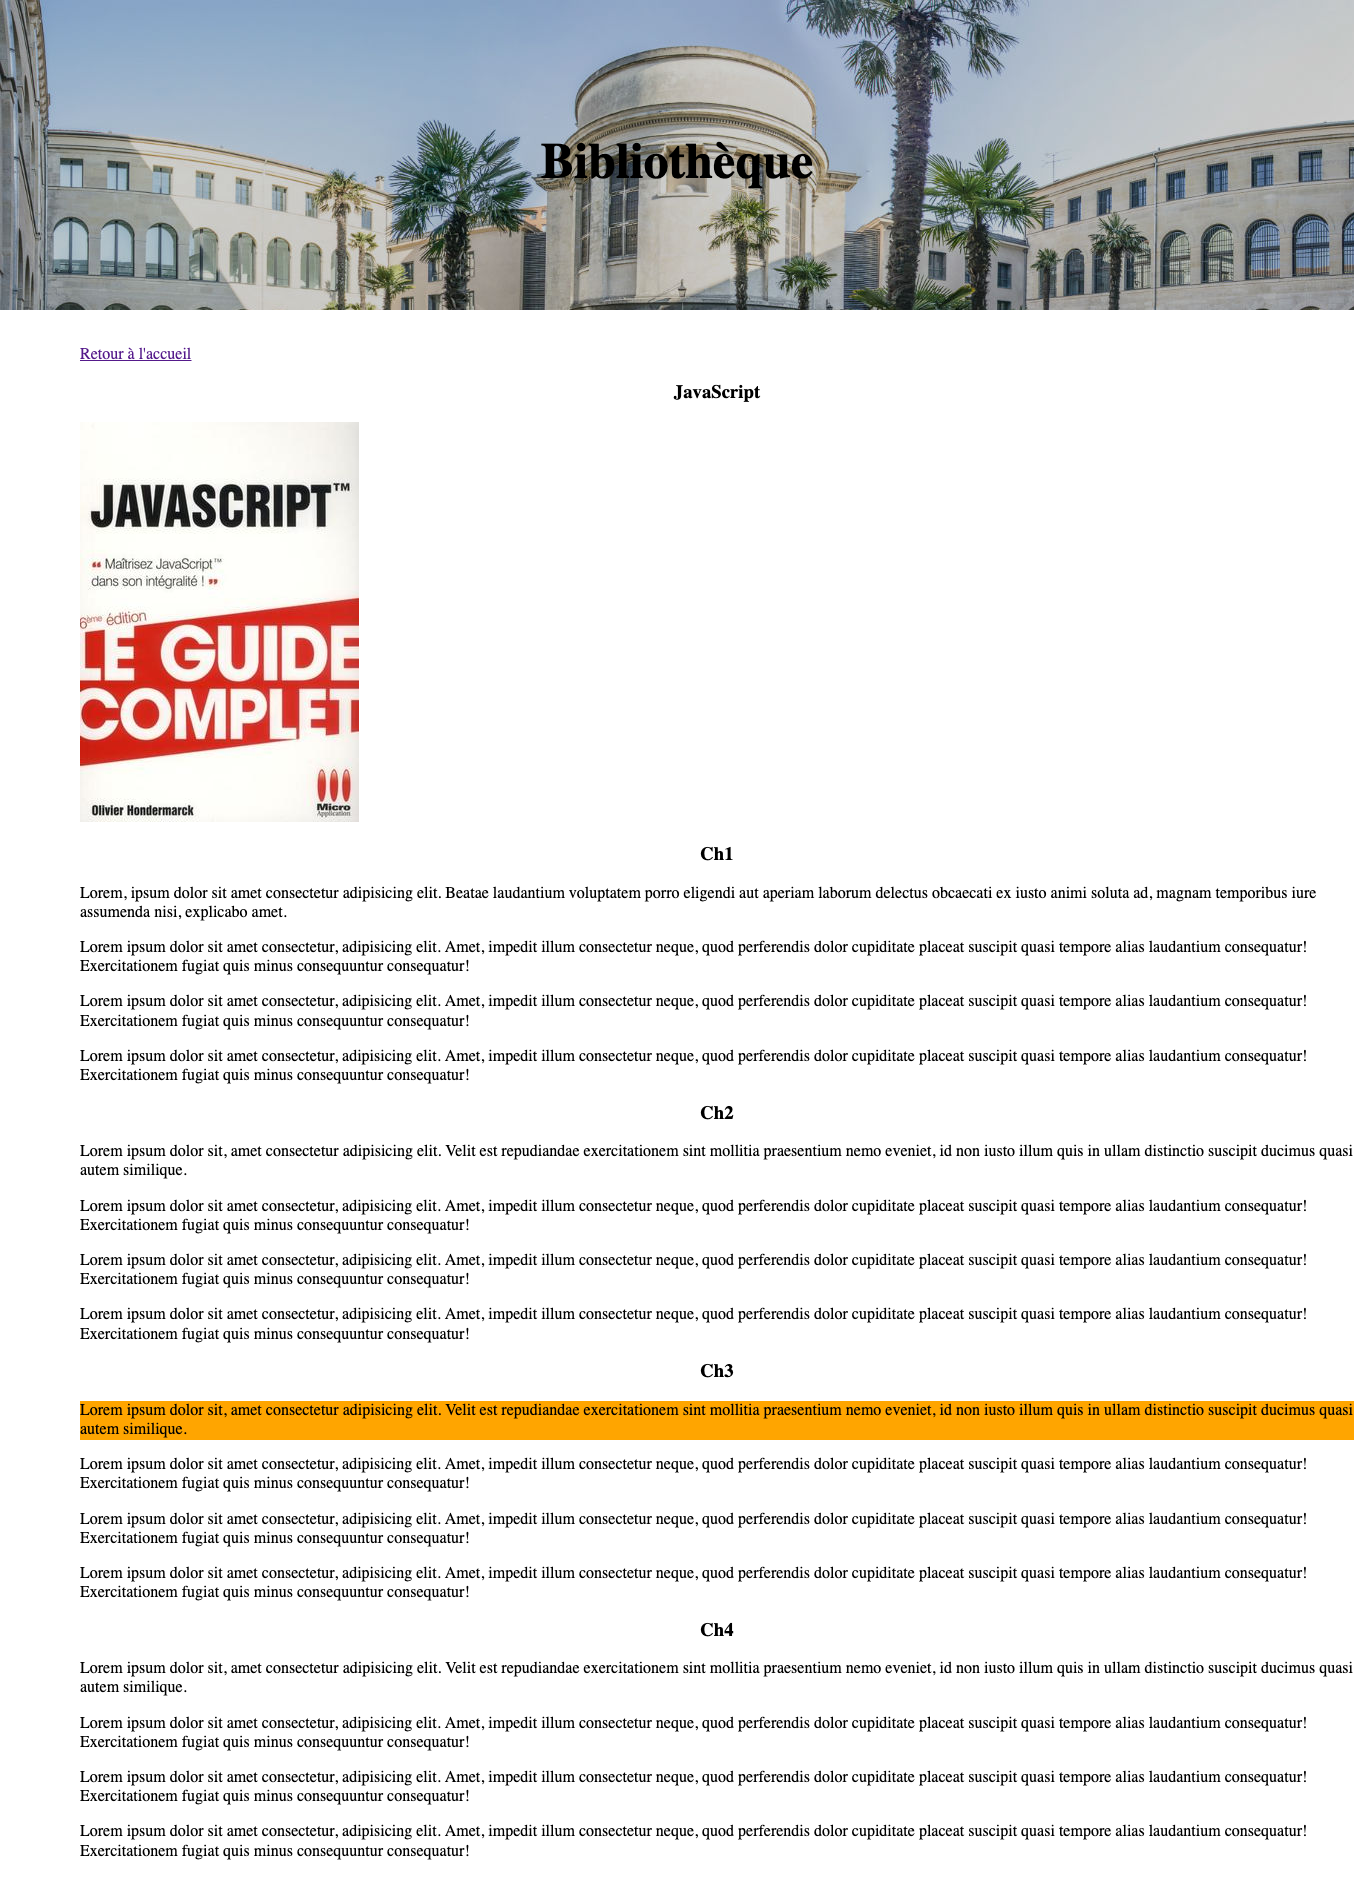 Bibliothèque
Retour à l'accueil
JavaScript
JAVASCRIPT™
“ Maîtrisez JavaScript™
dans son intégralité ! ”
6ème édition
LE GUIDE
COMPLET
Olivier Hondermarck
Micro
Application
Ch1
Lorem, ipsum dolor sit amet consectetur adipisicing elit. Beatae laudantium voluptatem porro eligendi aut aperiam laborum delectus obcaecati ex iusto animi soluta ad, magnam temporibus iure
assumenda nisi, explicabo amet.
Lorem ipsum dolor sit amet consectetur, adipisicing elit. Amet, impedit illum consectetur neque, quod perferendis dolor cupiditate placeat suscipit quasi tempore alias laudantium consequatur!
Exercitationem fugiat quis minus consequuntur consequatur!
Lorem ipsum dolor sit amet consectetur, adipisicing elit. Amet, impedit illum consectetur neque, quod perferendis dolor cupiditate placeat suscipit quasi tempore alias laudantium consequatur!
Exercitationem fugiat quis minus consequuntur consequatur!
Lorem ipsum dolor sit amet consectetur, adipisicing elit. Amet, impedit illum consectetur neque, quod perferendis dolor cupiditate placeat suscipit quasi tempore alias laudantium consequatur!
Exercitationem fugiat quis minus consequuntur consequatur!
Ch2
Lorem ipsum dolor sit, amet consectetur adipisicing elit. Velit est repudiandae exercitationem sint mollitia praesentium nemo eveniet, id non iusto illum quis in ullam distinctio suscipit ducimus quasi
autem similique.
Lorem ipsum dolor sit amet consectetur, adipisicing elit. Amet, impedit illum consectetur neque, quod perferendis dolor cupiditate placeat suscipit quasi tempore alias laudantium consequatur!
Exercitationem fugiat quis minus consequuntur consequatur!
Lorem ipsum dolor sit amet consectetur, adipisicing elit. Amet, impedit illum consectetur neque, quod perferendis dolor cupiditate placeat suscipit quasi tempore alias laudantium consequatur!
Exercitationem fugiat quis minus consequuntur consequatur!
Lorem ipsum dolor sit amet consectetur, adipisicing elit. Amet, impedit illum consectetur neque, quod perferendis dolor cupiditate placeat suscipit quasi tempore alias laudantium consequatur!
Exercitationem fugiat quis minus consequuntur consequatur!
Ch3
Lorem ipsum dolor sit, amet consectetur adipisicing elit. Velit est repudiandae exercitationem sint mollitia praesentium nemo eveniet, id non iusto illum quis in ullam distinctio suscipit ducimus quasi
autem similique.
Lorem ipsum dolor sit amet consectetur, adipisicing elit. Amet, impedit illum consectetur neque, quod perferendis dolor cupiditate placeat suscipit quasi tempore alias laudantium consequatur!
Exercitationem fugiat quis minus consequuntur consequatur!
Lorem ipsum dolor sit amet consectetur, adipisicing elit. Amet, impedit illum consectetur neque, quod perferendis dolor cupiditate placeat suscipit quasi tempore alias laudantium consequatur!
Exercitationem fugiat quis minus consequuntur consequatur!
Lorem ipsum dolor sit amet consectetur, adipisicing elit. Amet, impedit illum consectetur neque, quod perferendis dolor cupiditate placeat suscipit quasi tempore alias laudantium consequatur!
Exercitationem fugiat quis minus consequuntur consequatur!
Ch4
Lorem ipsum dolor sit, amet consectetur adipisicing elit. Velit est repudiandae exercitationem sint mollitia praesentium nemo eveniet, id non iusto illum quis in ullam distinctio suscipit ducimus quasi
autem similique.
Lorem ipsum dolor sit amet consectetur, adipisicing elit. Amet, impedit illum consectetur neque, quod perferendis dolor cupiditate placeat suscipit quasi tempore alias laudantium consequatur!
Exercitationem fugiat quis minus consequuntur consequatur!
Lorem ipsum dolor sit amet consectetur, adipisicing elit. Amet, impedit illum consectetur neque, quod perferendis dolor cupiditate placeat suscipit quasi tempore alias laudantium consequatur!
Exercitationem fugiat quis minus consequuntur consequatur!
Lorem ipsum dolor sit amet consectetur, adipisicing elit. Amet, impedit illum consectetur neque, quod perferendis dolor cupiditate placeat suscipit quasi tempore alias laudantium consequatur!
Exercitationem fugiat quis minus consequuntur consequatur!